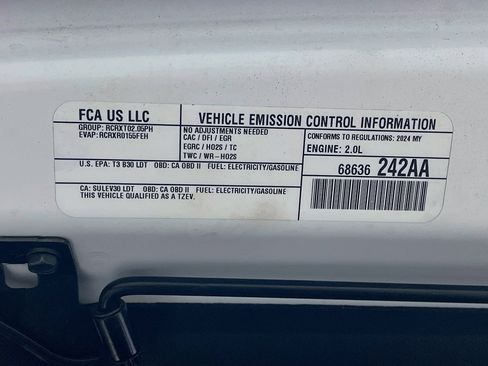 FCA US LLC
GROUP: RCRXT02.05PH
EVAP: RCRXR0155FEH
VEHICLE EMISSION CONTROL INFORMATION
NO ADJUSTMENTS NEEDED
CAC / DFI / EGR
EGRC / HO2S / TC
TWC / WR-HO2S
CONFORMS TO REGULATIONS: 2024 MY
ENGINE: 2.0L
U.S. EPA: T3 B30 LDT OBD: CA OBD II FUEL: ELECTRICITY/GASOLINE
68636 242AA
CA: SULEV30 LDT OBD: CA OBD II FUEL: ELECTRICITY/GASOLINE
THIS VEHICLE QUALIFIED AS A TZEV.